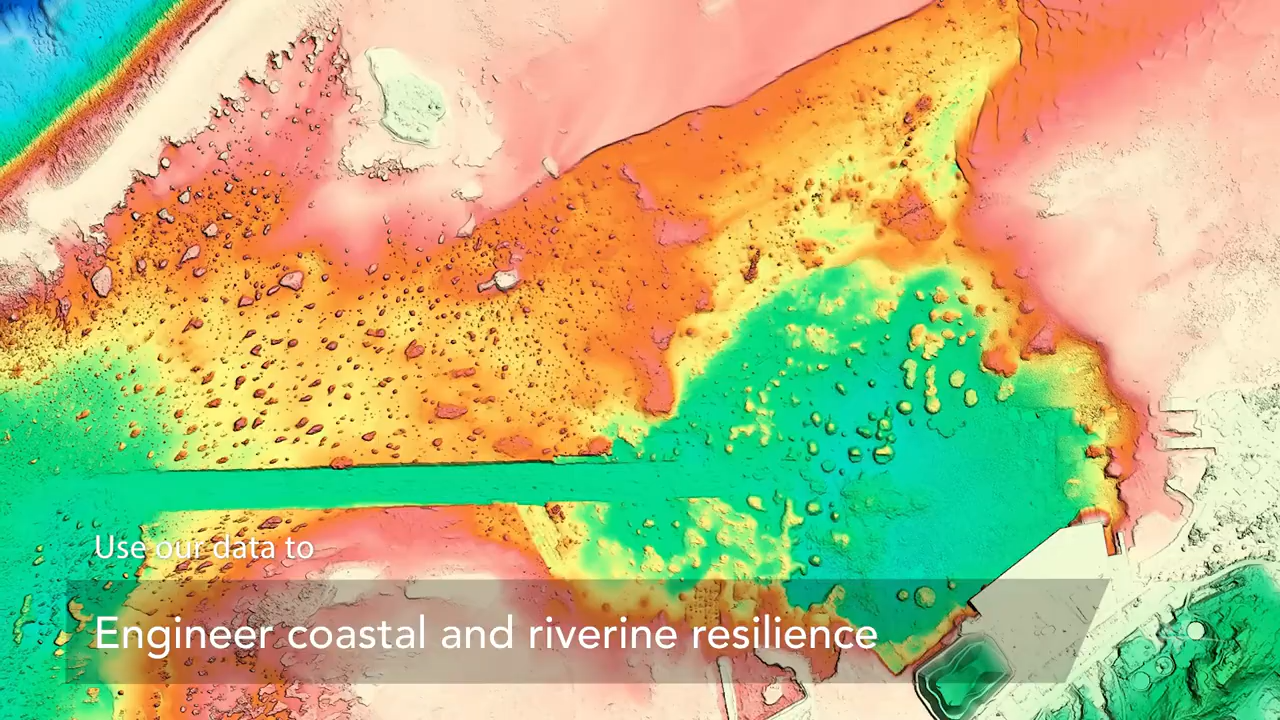 Use our data to
Engineer coastal and riverine resilience